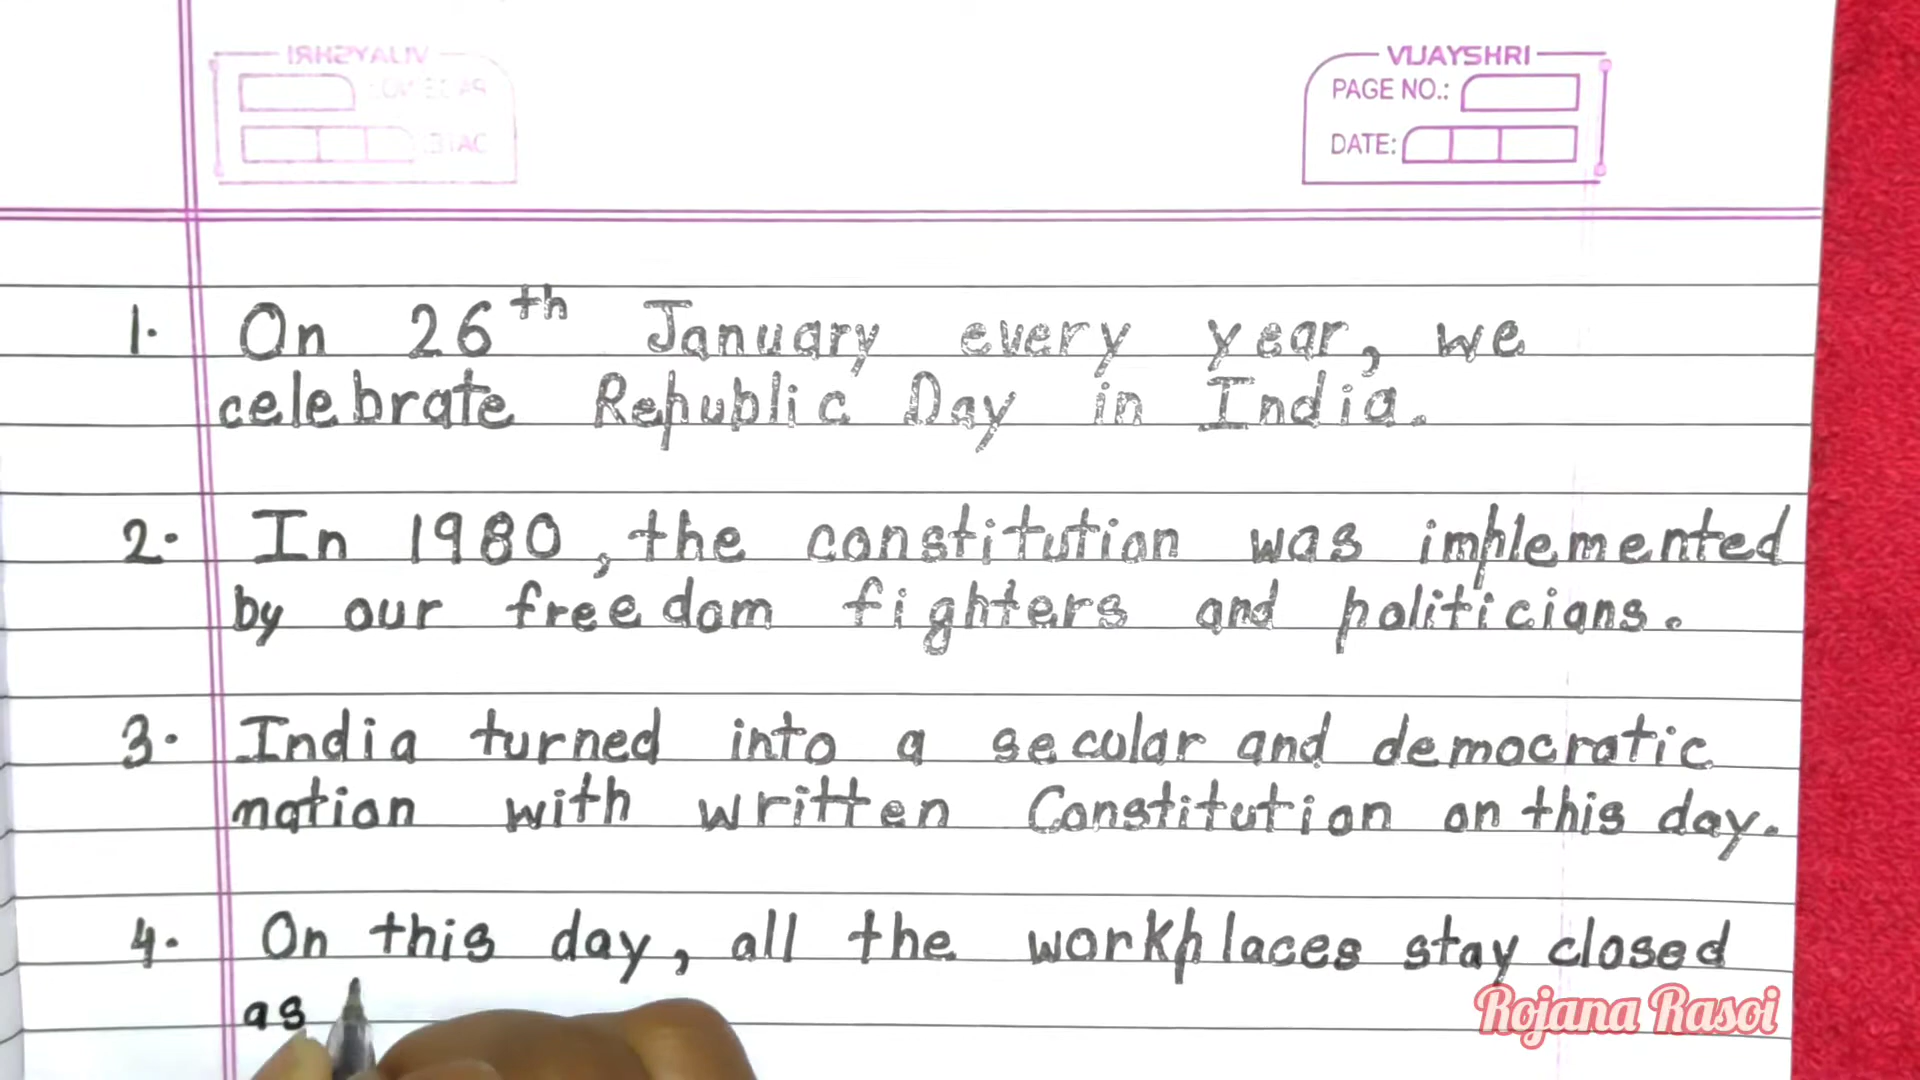 VIJAYSHRI
PAGE NO.:
DATE:
1. On 26th January every year, we
celebrate Republic Day in India.
2. In 1980, the constitution was implemented
by our freedom fighters and politicians.
3. India turned into a secular and democratic
nation with written Constitution on this day.
4. On this day, all the workplaces stay closed
as
Rojana Rasoi